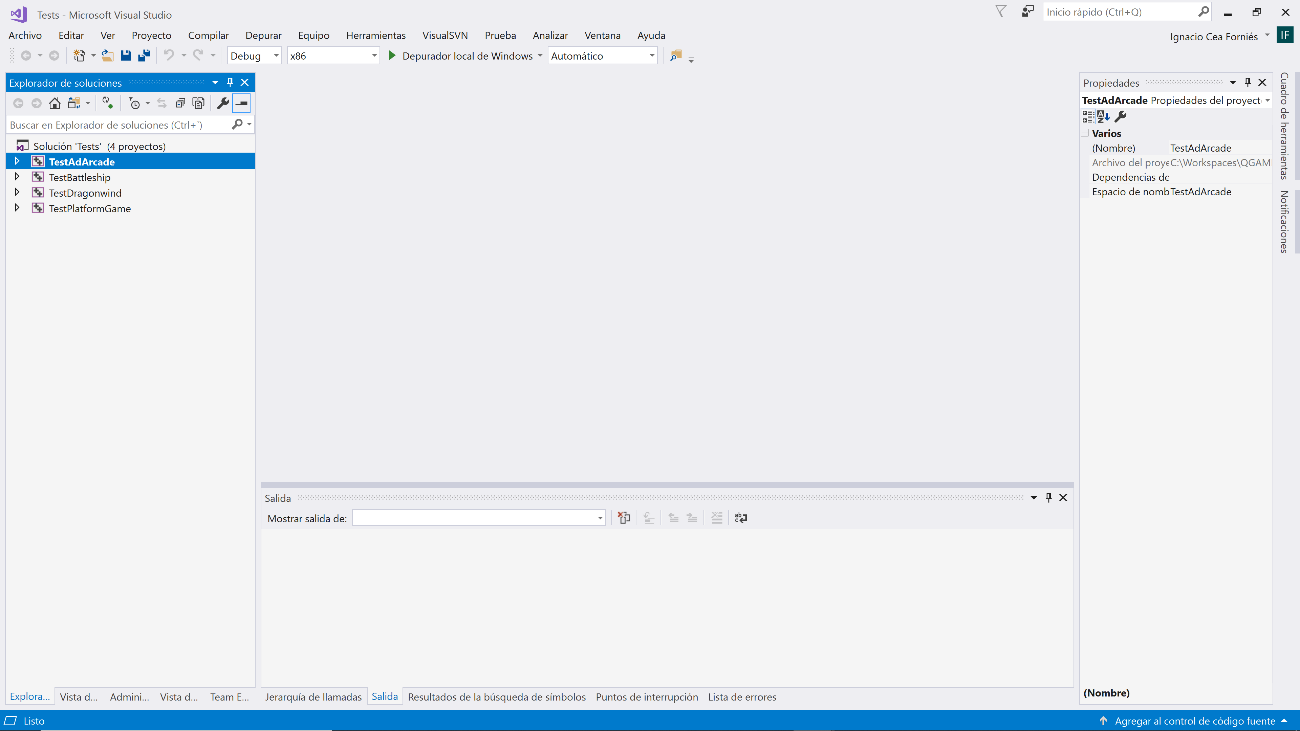 Tests - Microsoft Visual Studio
Inicio rápido (Ctrl+Q)
Archivo Editar Ver Proyecto Compilar Depurar Equipo Herramientas VisualSVN Prueba Analizar Ventana Ayuda
Ignacio Cea Forniés IF
Debug x86 Depurador local de Windows Automático
Explorador de soluciones
Buscar en Explorador de soluciones (Ctrl+¨)
Solución 'Tests' (4 proyectos)
TestAdArcade
TestBattleship
TestDragonwind
TestPlatformGame
Explora... Vista d... Admini... Vista d... Team E...
Salida
Mostrar salida de:
Jerarquía de llamadas Salida Resultados de la búsqueda de símbolos Puntos de interrupción Lista de errores
Propiedades
TestAdArcade Propiedades del proyect
Varios
(Nombre) TestAdArcade
Archivo del proye C:\Workspaces\QGAM
Dependencias de
Espacio de nomb TestAdArcade
(Nombre)
Cuadro de herramientas
Notificaciones
Listo
Agregar al control de código fuente